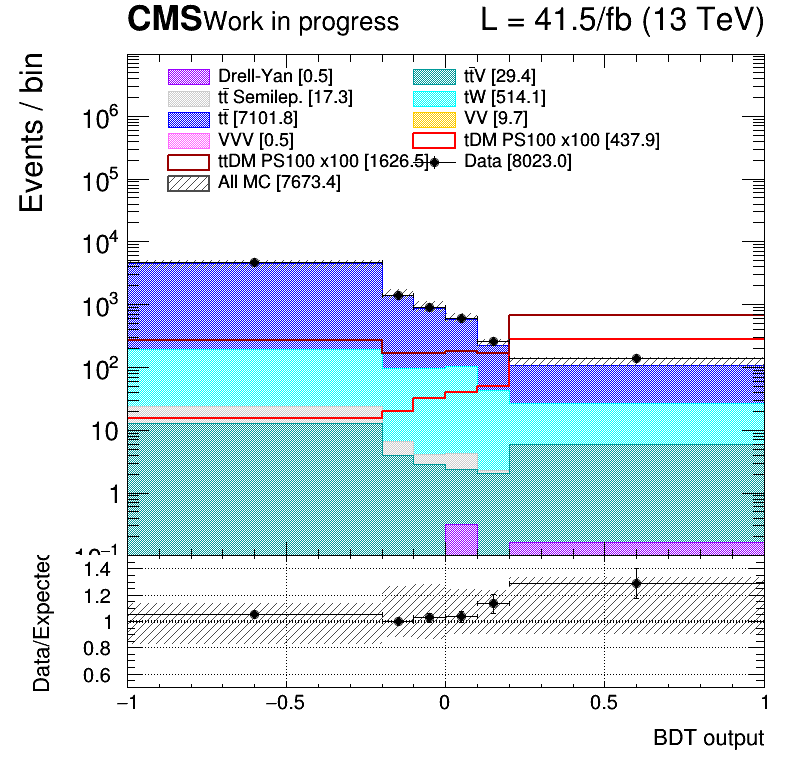 CMS Work in progress L = 41.5/fb (13 TeV)
Events / bin
Drell-Yan [0.5] tt̄V [29.4]
tt̄ Semilep. [17.3] tW [514.1]
tt̄ [7101.8] VV [9.7]
VVV [0.5] tDM PS100 x100 [437.9]
ttDM PS100 x100 [1626.5] Data [8023.0]
All MC [7673.4]
10⁶
10⁵
10⁴
10³
10²
10
1
10⁻¹
Data/Expected
1.4
1.2
1
0.8
0.6
−1 −0.5 0 0.5 1
BDT output